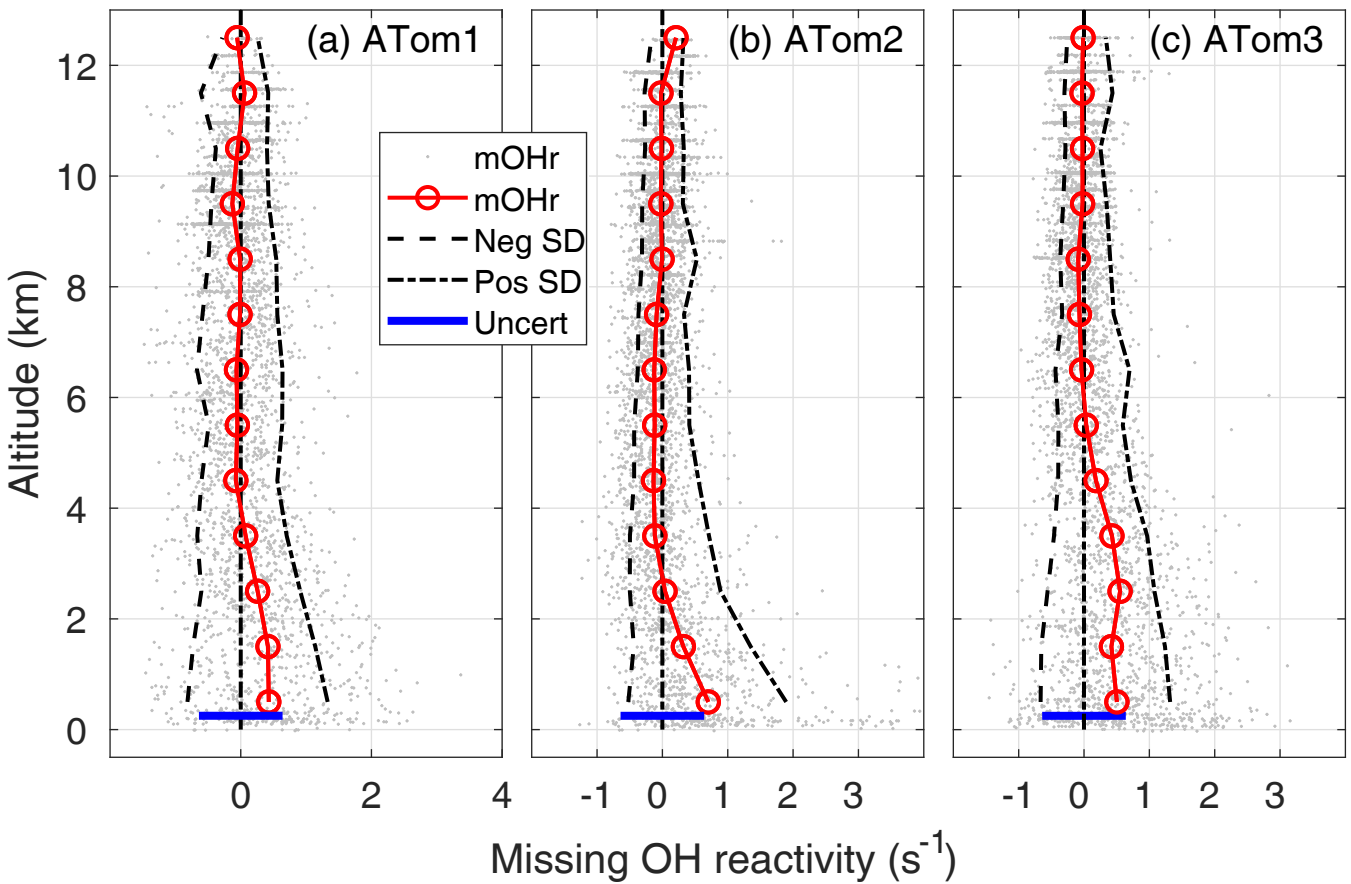 (a) ATom1
(b) ATom2
(c) ATom3
mOHr
mOHr
Neg SD
Pos SD
Uncert
Altitude (km)
12
10
8
6
4
2
0
0 2 4
-1 0 1 2 3
-1 0 1 2 3
Missing OH reactivity (s⁻¹)